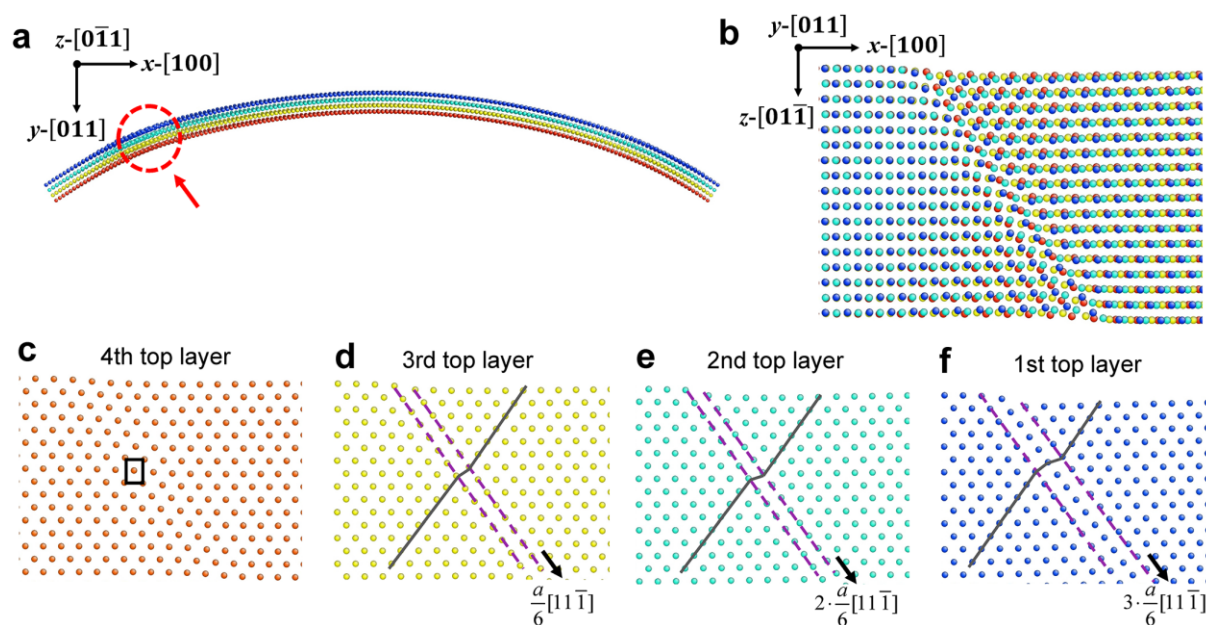 a
z-[01̅1]
x-[100]
y-[011]
b
y-[011]
x-[100]
z-[011̅]
c
4th top layer
d
3rd top layer
a/6[111̅]
e
2nd top layer
2·a/6[111̅]
f
1st top layer
3·a/6[111̅]